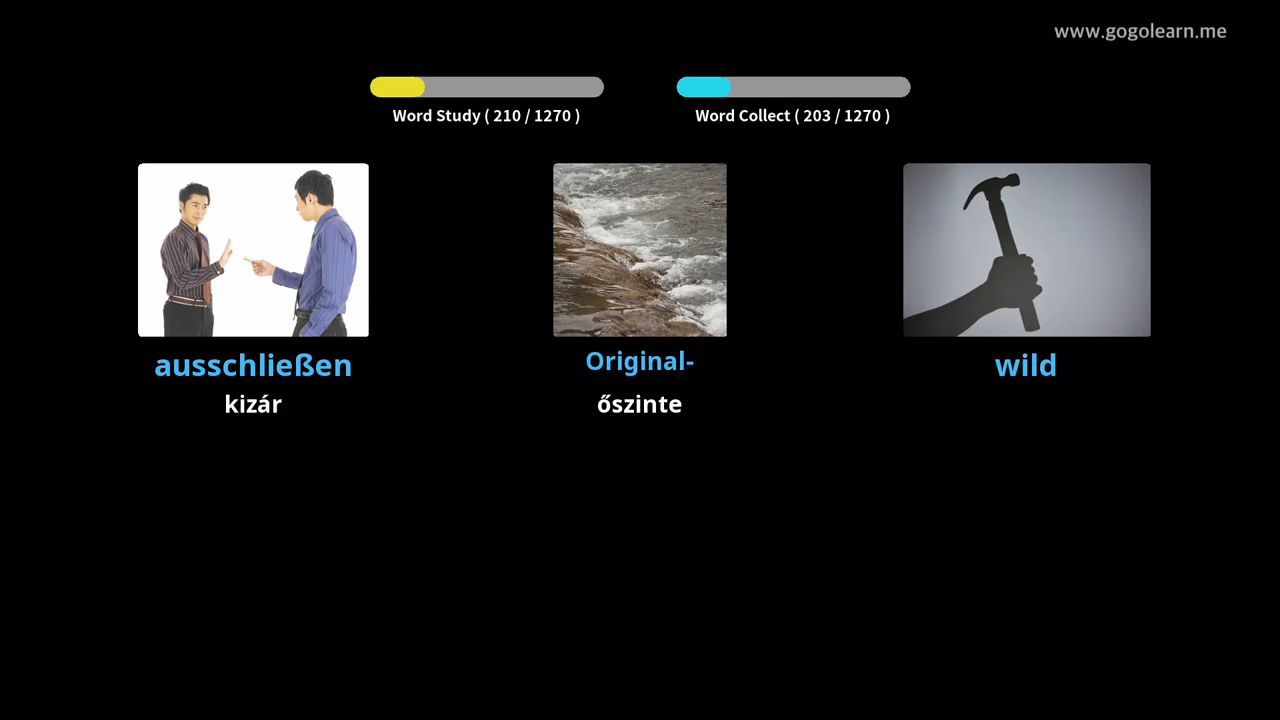 www.gogolearn.me
Word Study ( 210 / 1270 )
Word Collect ( 203 / 1270 )
ausschließen
Original-
wild
kizár
őszinte